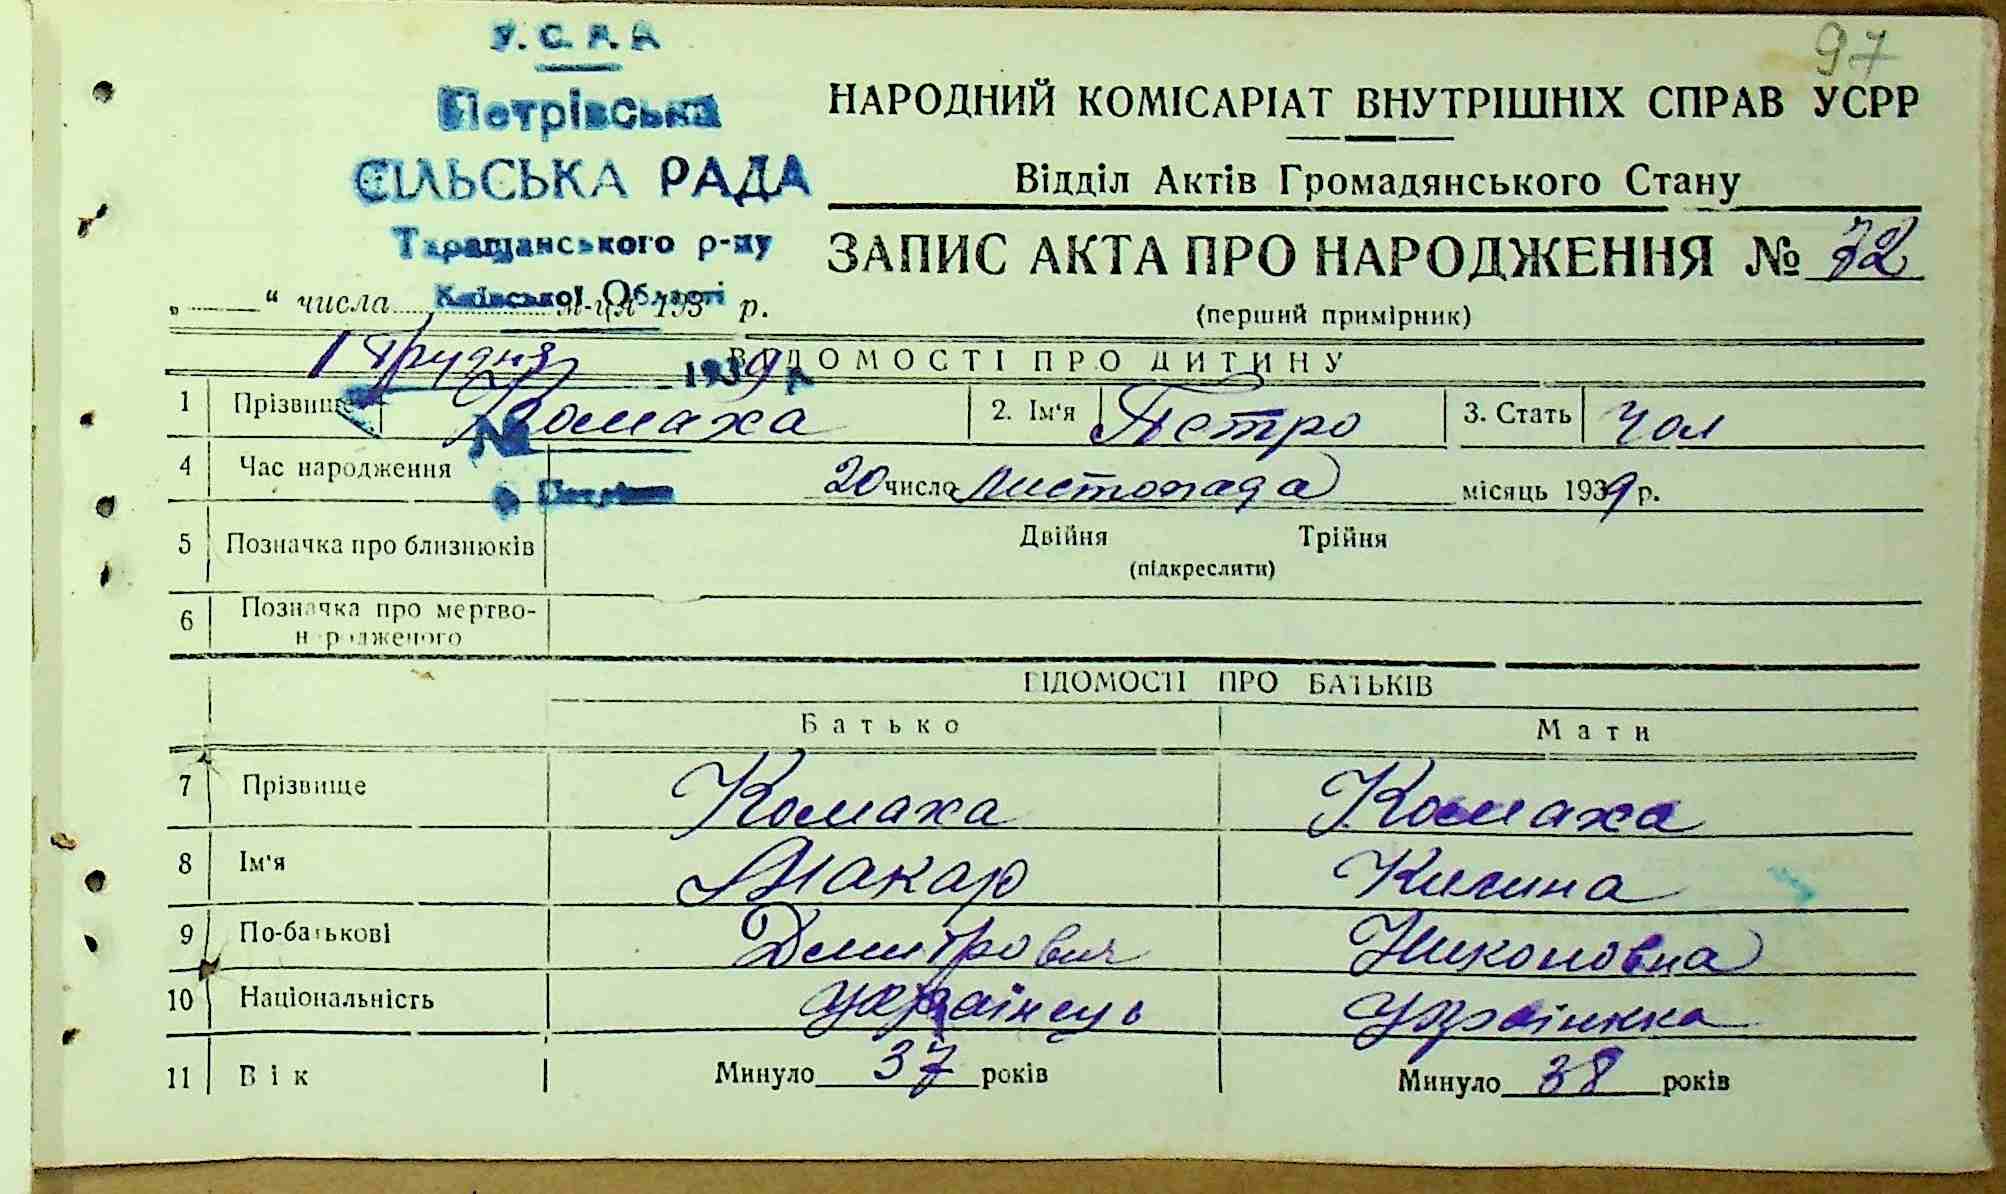 97
У.С.Р.Р
Петрівська
СІЛЬСЬКА РАДА
Таращанського р-ну
Київської Області
НАРОДНИЙ КОМІСАРІАТ ВНУТРІШНІХ СПРАВ УСРР
Відділ Актів Громадянського Стану
ЗАПИС АКТА ПРО НАРОДЖЕННЯ № 72
(перший примірник)
„ “ числа м-ця 193 р.
1 Грудня 1939 р
ВІДОМОСТІ ПРО ДИТИНУ
1 Прізвище Комаха 2. Ім'я Петро 3. Стать Чол
№
4 Час народження 20 число Листопада місяць 1939 р.
5 Позначка про близнюків Двійня Трійня
(підкреслити)
6 Позначка про мертво-
народженого
ВІДОМОСТІ ПРО БАТЬКІВ
Батько Мати
7 Прізвище Комаха Комаха
8 Ім'я Макар Килина
9 По-батькові Дмитрович Никоновна
10 Національність Українець Українка
11 Вік Минуло 37 років Минуло 38 років